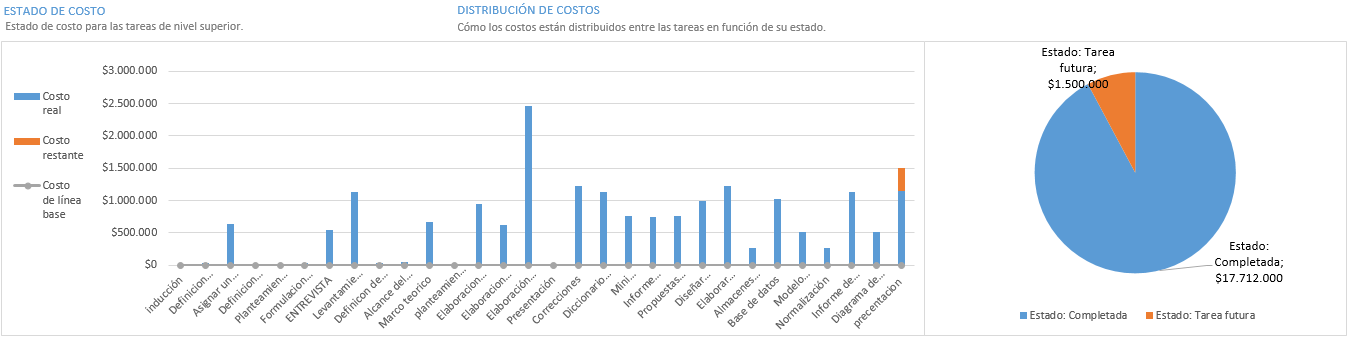 ESTADO DE COSTO
Estado de costo para las tareas de nivel superior.
DISTRIBUCIÓN DE COSTOS
Cómo los costos están distribuidos entre las tareas en función de su estado.
Costo
real
Costo
restante
Costo
de línea
base
$3.000.000
$2.500.000
$2.000.000
$1.500.000
$1.000.000
$500.000
$0
Inducción
Definicion…
Asignar un…
Definicion…
Planteamien…
Formulacion…
ENTREVISTA
Levantamie…
Definicon de…
Alcance del…
Marco teorico
planteamien…
Elaboracion…
Elaboracion…
Elaboración…
Presentación
Correcciones
Diccionario…
Mini…
Informe…
Propuestas…
Diseñar…
Elaborar…
Almacenes…
Base de datos
Modelo…
Normalización
Informe de…
Diagrama de…
precentacion
Estado: Tarea
futura;
$1.500.000
Estado:
Completada;
$17.712.000
Estado: Completada
Estado: Tarea futura